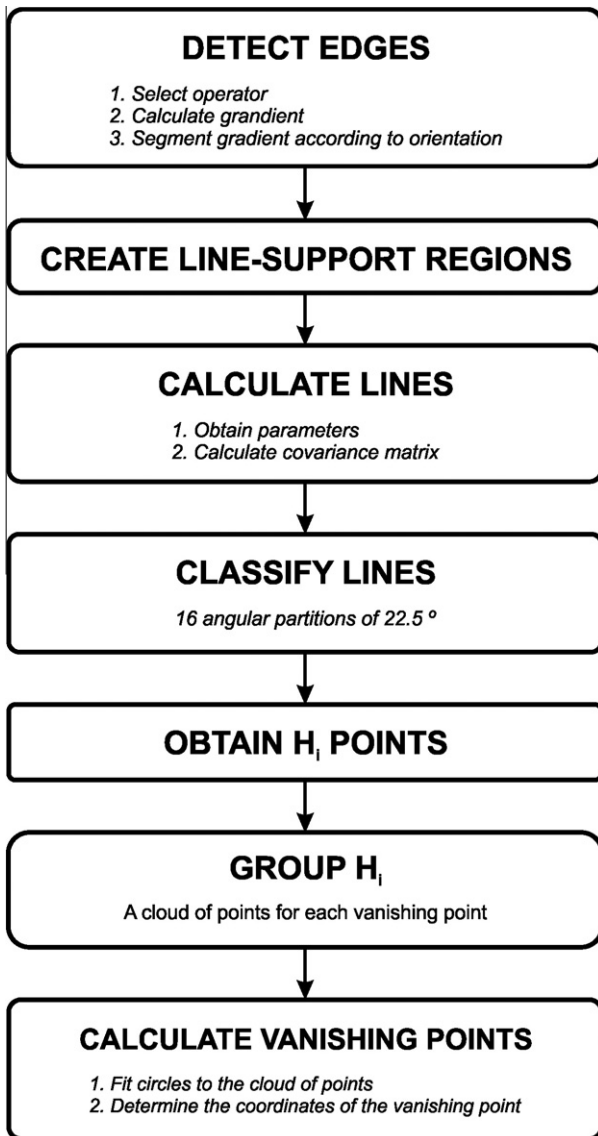 DETECT EDGES
1. Select operator
2. Calculate grandient
3. Segment gradient according to orientation
CREATE LINE-SUPPORT REGIONS
CALCULATE LINES
1. Obtain parameters
2. Calculate covariance matrix
CLASSIFY LINES
16 angular partitions of 22.5 º
OBTAIN Hi POINTS
GROUP Hi
A cloud of points for each vanishing point
CALCULATE VANISHING POINTS
1. Fit circles to the cloud of points
2. Determine the coordinates of the vanishing point